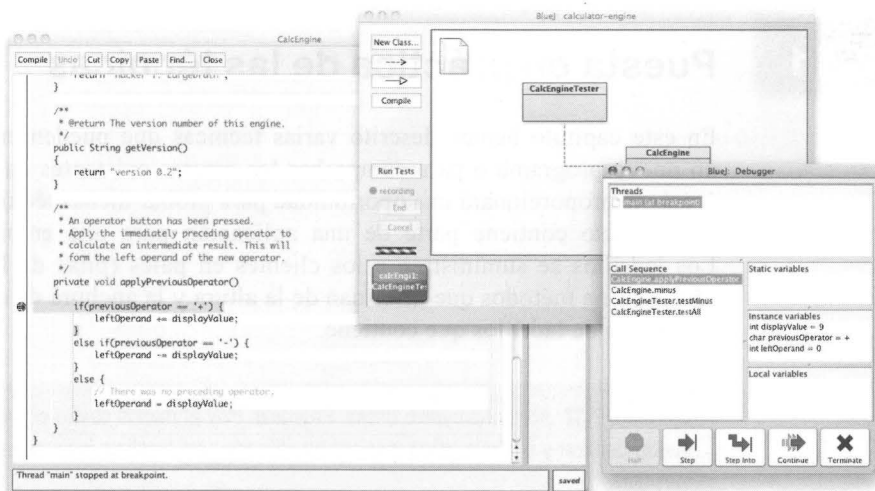 CalcEngine
Compile Undo Cut Copy Paste Find... Close
return "Hacker T. Largebrain";
}
/**
* @return The version number of this engine.
*/
public String getVersion()
{
return "version 0.2";
}
/**
* An operator button has been pressed.
* Apply the immediately preceding operator to
* calculate an intermediate result. This will
* form the left operand of the new operator.
*/
private void applyPreviousOperator()
{
if(previousOperator == '+') {
leftOperand += displayValue;
}
else if(previousOperator == '-') {
leftOperand -= displayValue;
}
else {
// There was no preceding operator.
leftOperand = displayValue;
}
}
}
Thread "main" stopped at breakpoint.
saved
BlueJ: calculator-engine
New Class...
Compile
Run Tests
recording
End
Cancel
CalcEngineTester
CalcEngine
calcEngi1:
CalcEngineTes
BlueJ: Debugger
Threads
main (at breakpoint)
Call Sequence
CalcEngine.applyPreviousOperator
CalcEngine.minus
CalcEngineTester.testMinus
CalcEngineTester.testAll
Static variables
Instance variables
int displayValue = 9
char previousOperator = +
int leftOperand = 0
Local variables
Halt
Step
Step Into
Continue
Terminate